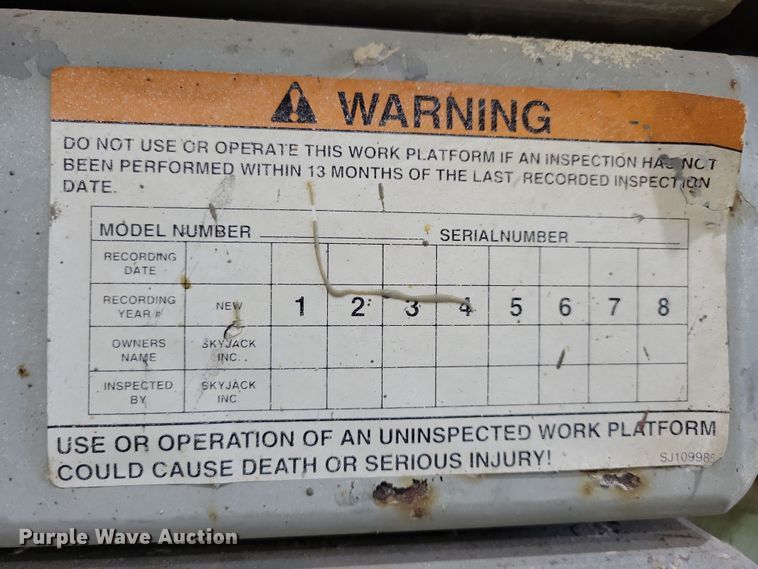 WARNING
DO NOT USE OR OPERATE THIS WORK PLATFORM IF AN INSPECTION HAS NOT
BEEN PERFORMED WITHIN 13 MONTHS OF THE LAST RECORDED INSPECTION
DATE.
MODEL NUMBER SERIALNUMBER
RECORDING
DATE
RECORDING
YEAR # NEW 1 2 3 4 5 6 7 8
OWNERS
NAME SKYJACK
INC.
INSPECTED
BY SKYJACK
INC
USE OR OPERATION OF AN UNINSPECTED WORK PLATFORM
COULD CAUSE DEATH OR SERIOUS INJURY!
Purple Wave Auction